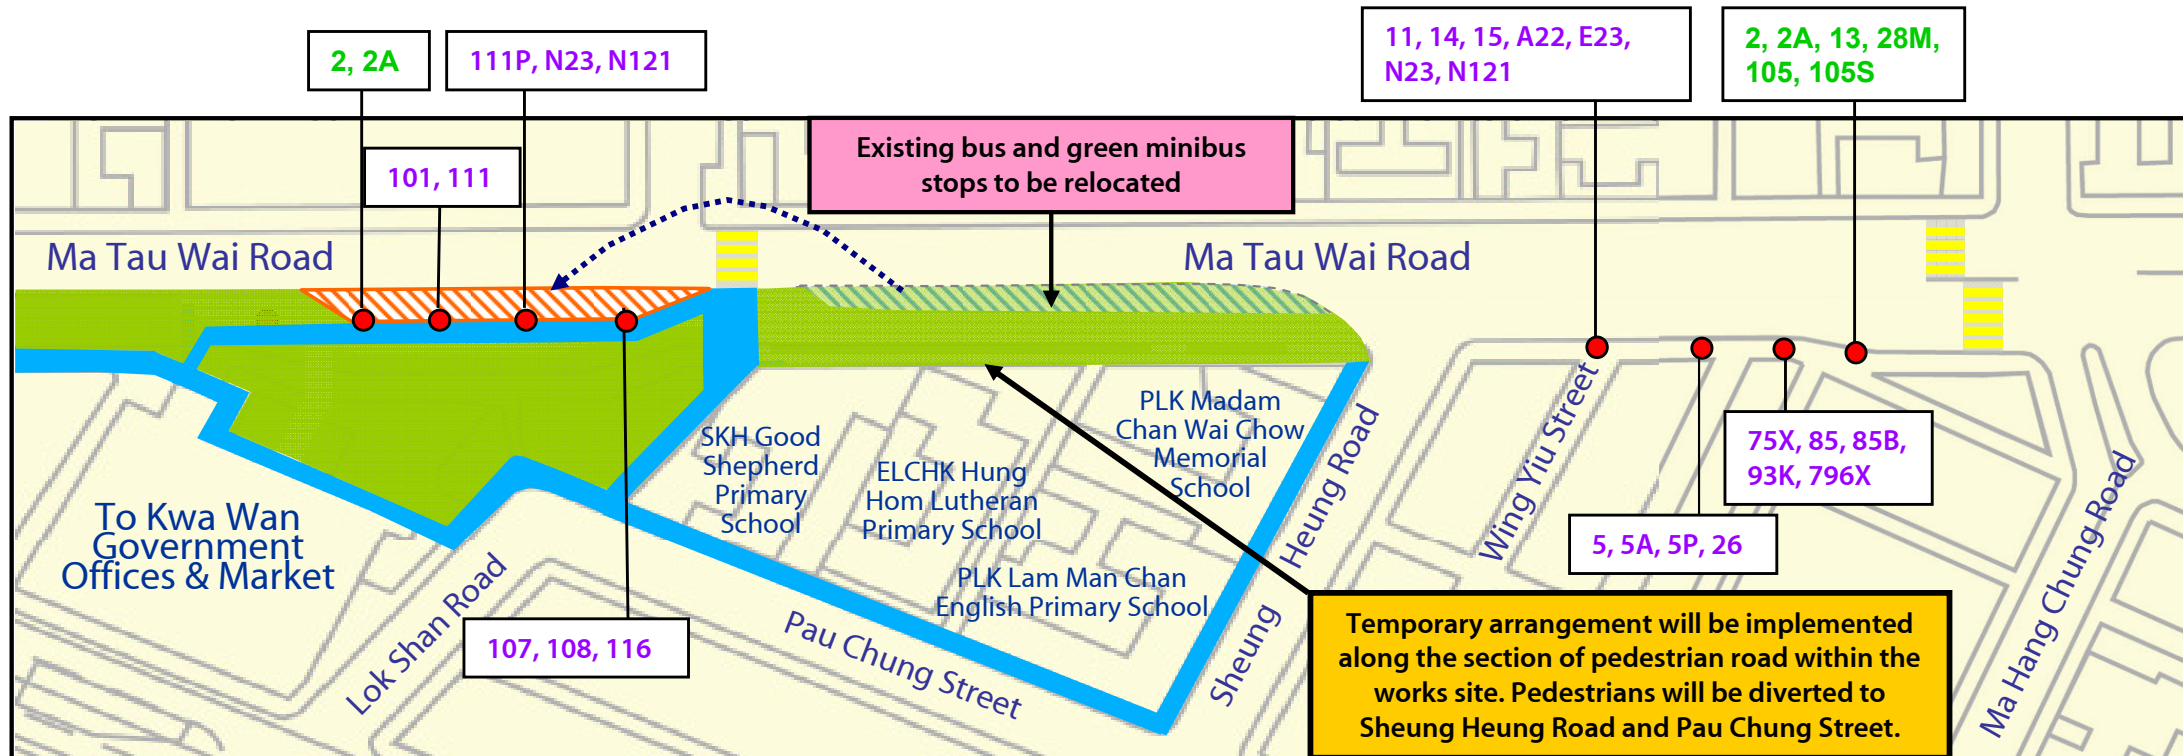 2, 2A
111P, N23, N121
11, 14, 15, A22, E23,
N23, N121
2, 2A, 13, 28M,
105, 105S
101, 111
Existing bus and green minibus
stops to be relocated
Ma Tau Wai Road
Ma Tau Wai Road
SKH Good
Shepherd
Primary
School
ELCHK Hung
Hom Lutheran
Primary School
PLK Madam
Chan Wai Chow
Memorial
School
PLK Lam Man Chan
English Primary School
To Kwa Wan
Government
Offices & Market
Lok Shan Road
107, 108, 116
Pau Chung Street
Sheung Heung Road
Wing Yiu Street
75X, 85, 85B,
93K, 796X
5, 5A, 5P, 26
Ma Hang Chung Road
Temporary arrangement will be implemented
along the section of pedestrian road within the
works site. Pedestrians will be diverted to
Sheung Heung Road and Pau Chung Street.